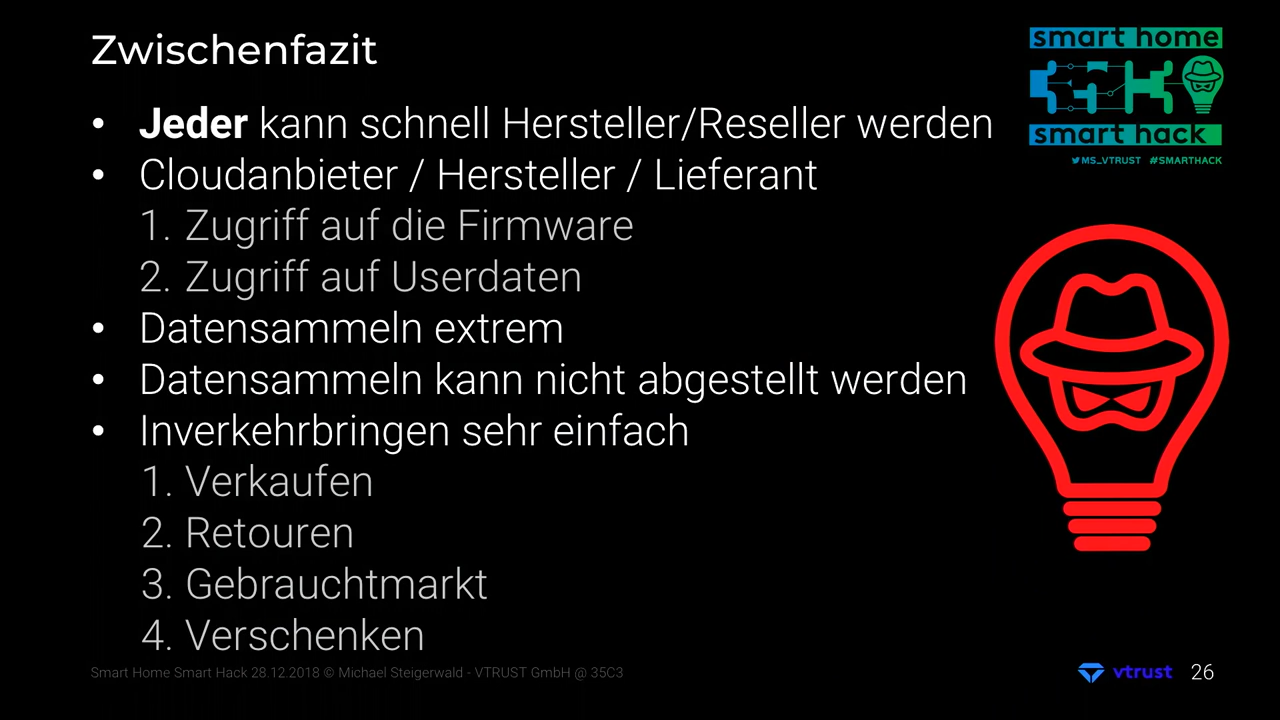 Zwischenfazit
smart home
35C3
smart hack
MS_VTRUST #SMARTHACK
• Jeder kann schnell Hersteller/Reseller werden
• Cloudanbieter / Hersteller / Lieferant
1. Zugriff auf die Firmware
2. Zugriff auf Userdaten
• Datensammeln extrem
• Datensammeln kann nicht abgestellt werden
• Inverkehrbringen sehr einfach
1. Verkaufen
2. Retouren
3. Gebrauchtmarkt
4. Verschenken
Smart Home Smart Hack 28.12.2018 © Michael Steigerwald - VTRUST GmbH @ 35C3
vtrust 26